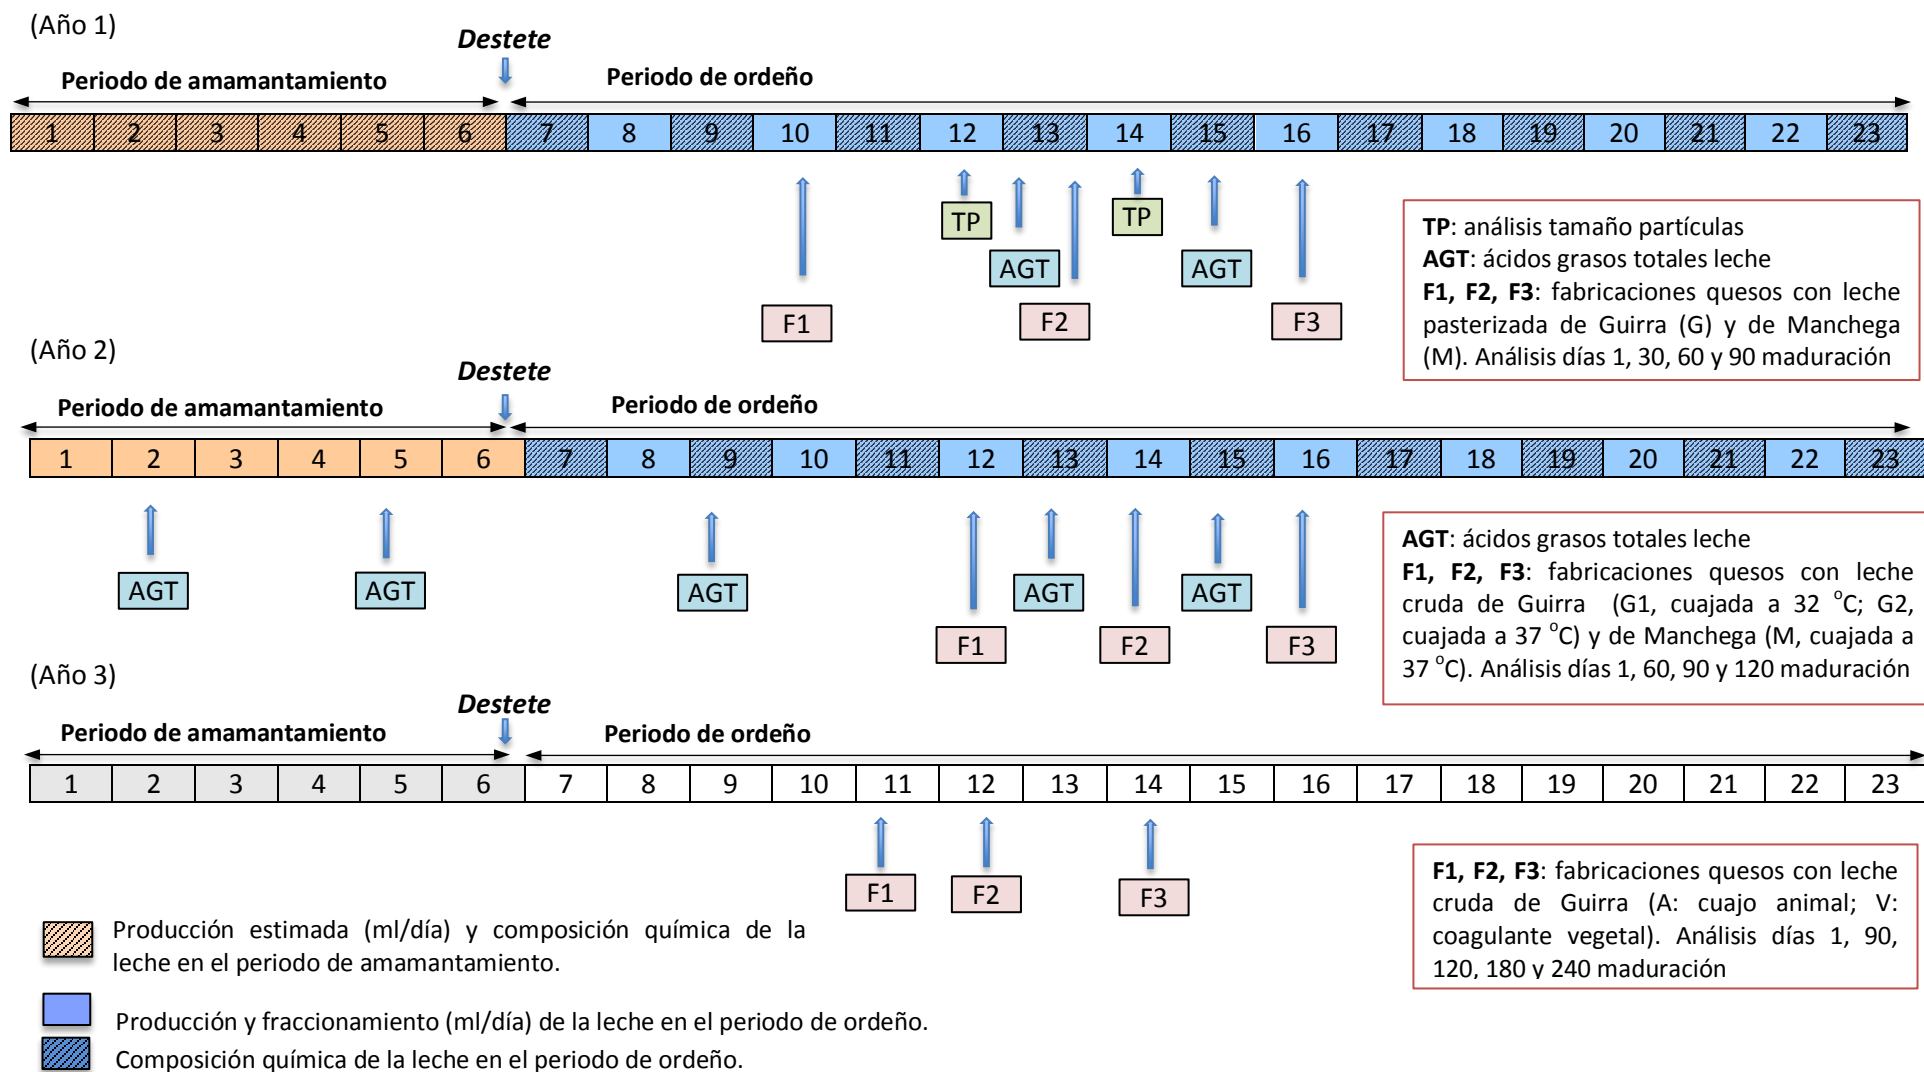 (Año 1)
Destete
Periodo de amamantamiento
Periodo de ordeño
1 2 3 4 5 6 7 8 9 10 11 12 13 14 15 16 17 18 19 20 21 22 23
TP TP
AGT AGT
F1 F2 F3
TP: análisis tamaño partículas
AGT: ácidos grasos totales leche
F1, F2, F3: fabricaciones quesos con leche
pasterizada de Guirra (G) y de Manchega
(M). Análisis días 1, 30, 60 y 90 maduración
(Año 2)
Destete
Periodo de amamantamiento
Periodo de ordeño
1 2 3 4 5 6 7 8 9 10 11 12 13 14 15 16 17 18 19 20 21 22 23
AGT AGT AGT AGT AGT
F1 F2 F3
AGT: ácidos grasos totales leche
F1, F2, F3: fabricaciones quesos con leche
cruda de Guirra (G1, cuajada a 32 °C; G2,
cuajada a 37 °C) y de Manchega (M, cuajada a
37 °C). Análisis días 1, 60, 90 y 120 maduración
(Año 3)
Destete
Periodo de amamantamiento
Periodo de ordeño
1 2 3 4 5 6 7 8 9 10 11 12 13 14 15 16 17 18 19 20 21 22 23
F1 F2 F3
F1, F2, F3: fabricaciones quesos con leche
cruda de Guirra (A: cuajo animal; V:
coagulante vegetal). Análisis días 1, 90,
120, 180 y 240 maduración
Producción estimada (ml/día) y composición química de la
leche en el periodo de amamantamiento.
Producción y fraccionamiento (ml/día) de la leche en el periodo de ordeño.
Composición química de la leche en el periodo de ordeño.